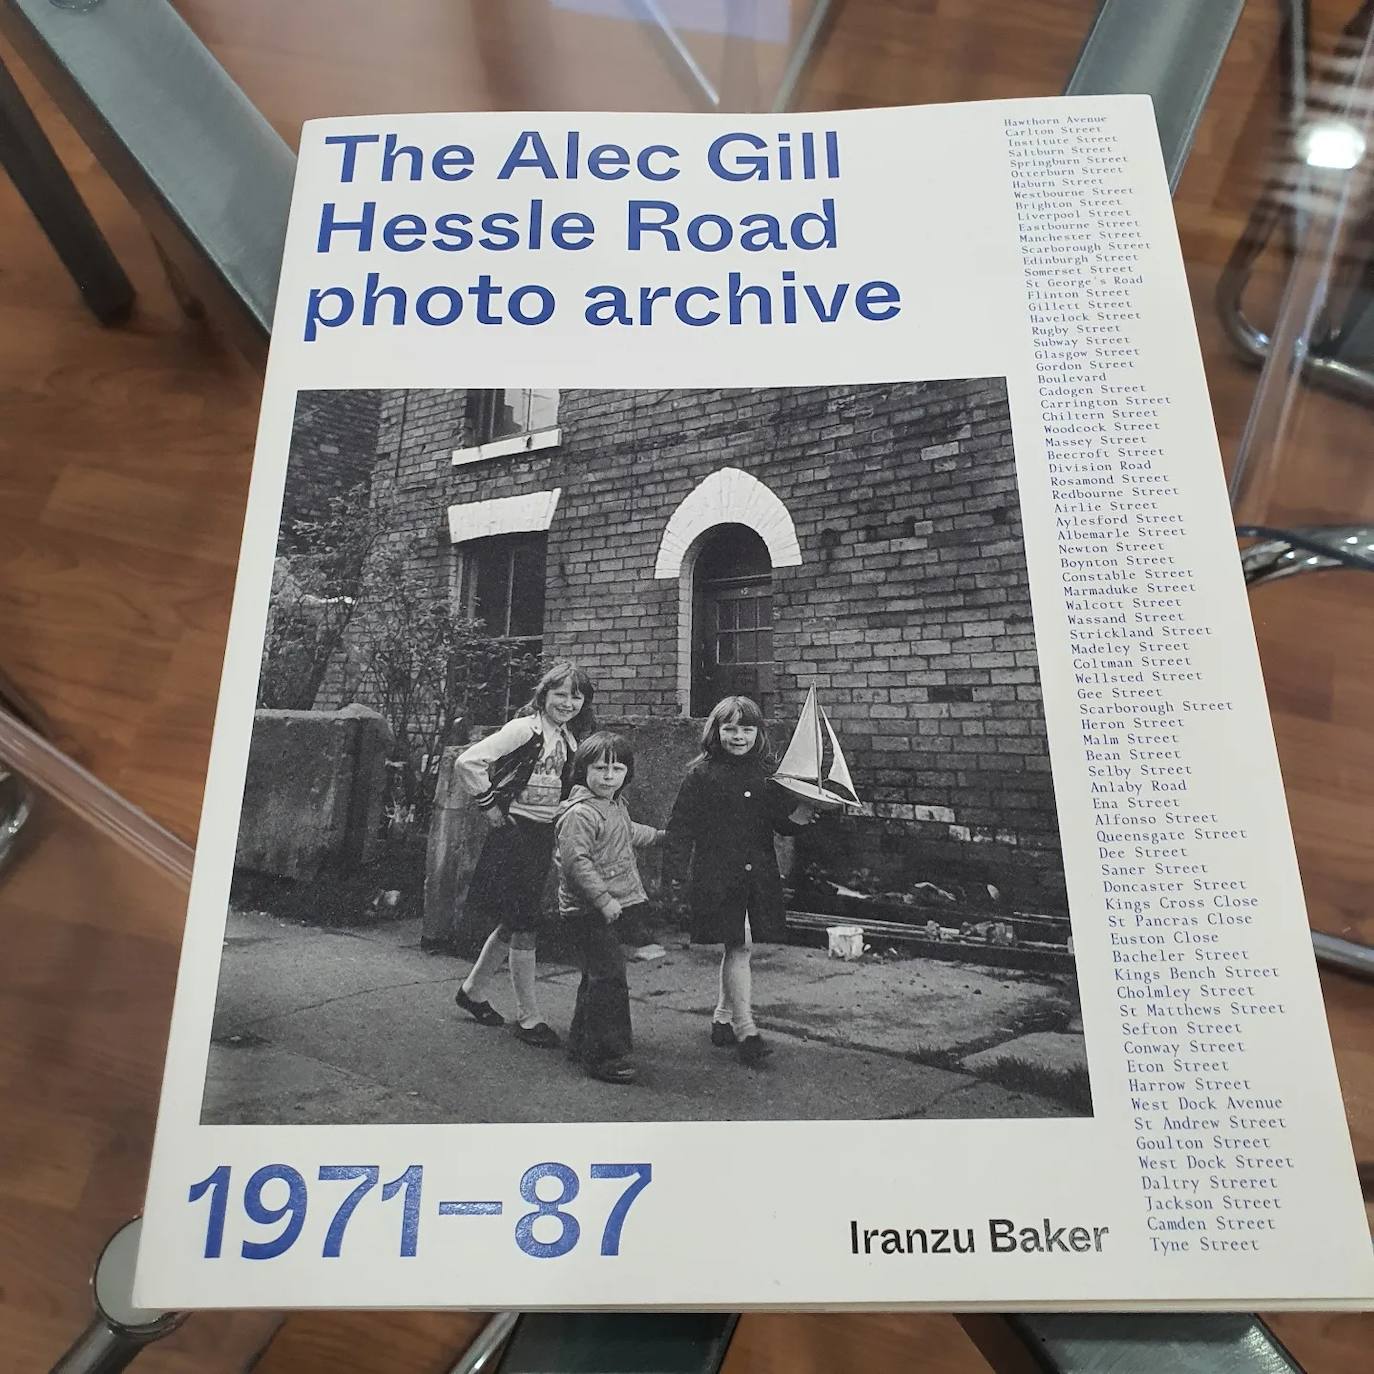 The Alec Gill
Hessle Road
photo archive
1971–87
Iranzu Baker
Hawthorn Avenue
Carlton Street
Institute Street
Saltburn Street
Springburn Street
Otterburn Street
Haburn Street
Westbourne Street
Brighton Street
Liverpool Street
Eastbourne Street
Manchester Street
Scarborough Street
Edinburgh Street
Somerset Street
St George's Road
Flinton Street
Gillett Street
Havelock Street
Rugby Street
Subway Street
Glasgow Street
Gordon Street
Boulevard
Cadogen Street
Carrington Street
Chiltern Street
Woodcock Street
Massey Street
Beecroft Street
Division Road
Rosamond Street
Redbourne Street
Airlie Street
Aylesford Street
Albemarle Street
Newton Street
Boynton Street
Constable Street
Marmaduke Street
Walcott Street
Wassand Street
Strickland Street
Madeley Street
Coltman Street
Wellsted Street
Gee Street
Scarborough Street
Heron Street
Malm Street
Bean Street
Selby Street
Anlaby Road
Ena Street
Alfonso Street
Queensgate Street
Dee Street
Saner Street
Doncaster Street
Kings Cross Close
St Pancras Close
Euston Close
Bacheler Street
Kings Bench Street
Cholmley Street
St Matthews Street
Sefton Street
Conway Street
Eton Street
Harrow Street
West Dock Avenue
St Andrew Street
Goulton Street
West Dock Street
Daltry Streret
Jackson Street
Camden Street
Tyne Street